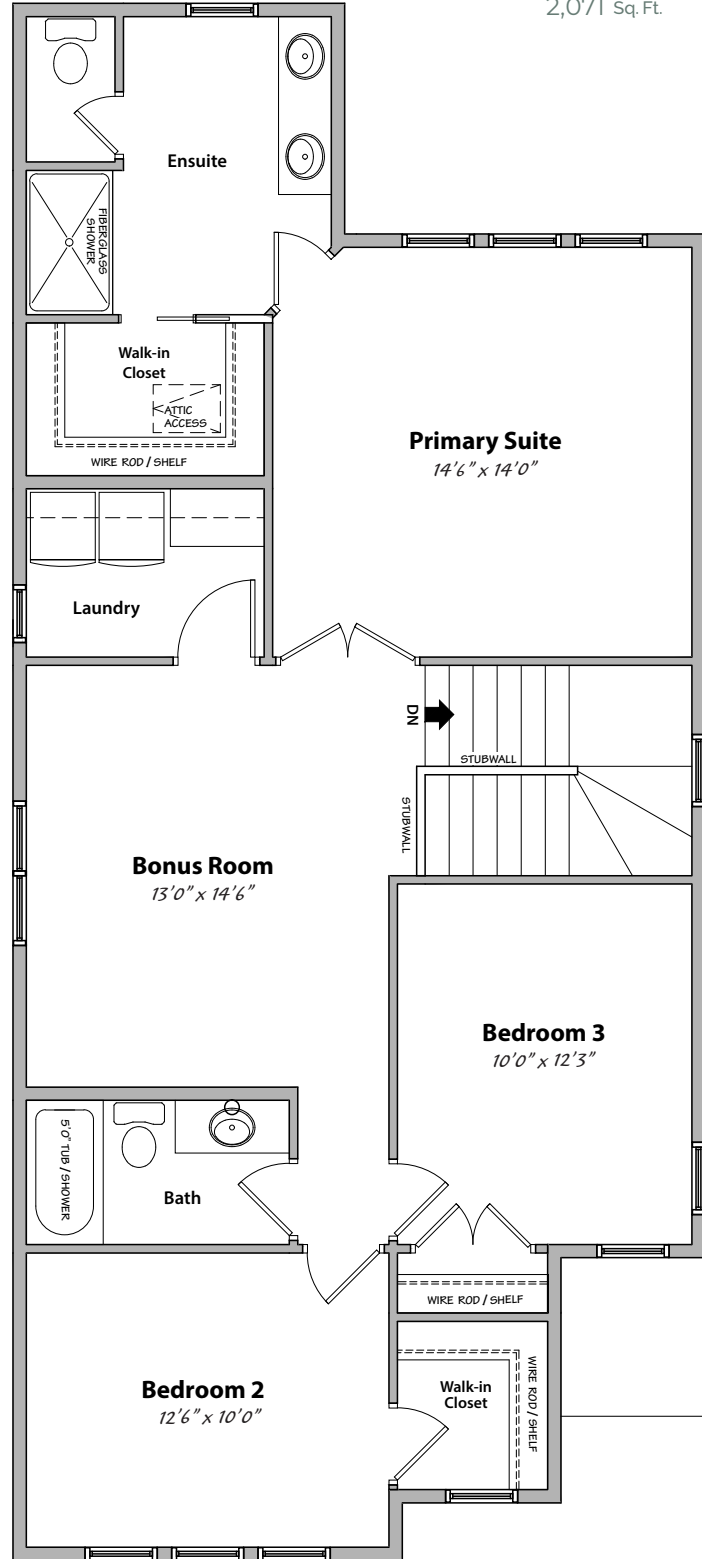 2,071 Sq. Ft.
Ensuite
FIBERGLASS
SHOWER
Walk-in
Closet
ATTIC
ACCESS
WIRE ROD / SHELF
Primary Suite
14'6" x 14'0"
Laundry
DN
STUBWALL
STUBWALL
Bonus Room
13'0" x 14'6"
Bedroom 3
10'0" x 12'3"
5'0" TUB / SHOWER
Bath
WIRE ROD / SHELF
Bedroom 2
12'6" x 10'0"
Walk-in
Closet
WIRE ROD / SHELF